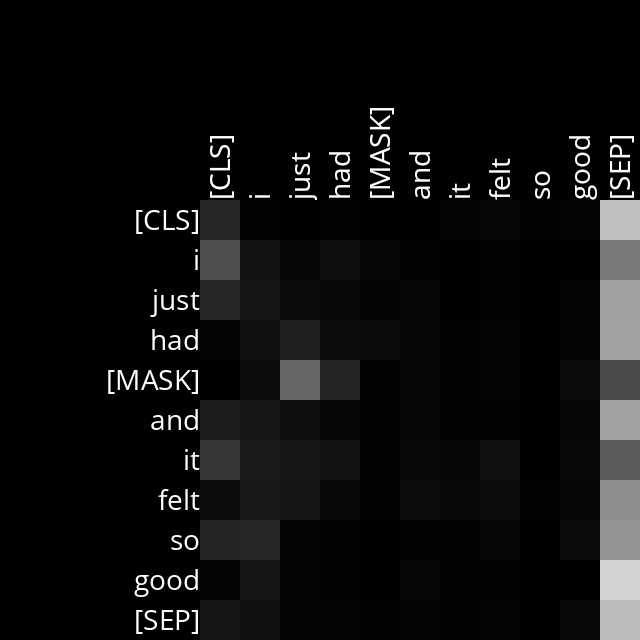 [CLS] i just had [MASK] and it felt so good [SEP]
[CLS]
i
just
had
[MASK]
and
it
felt
so
good
[SEP]